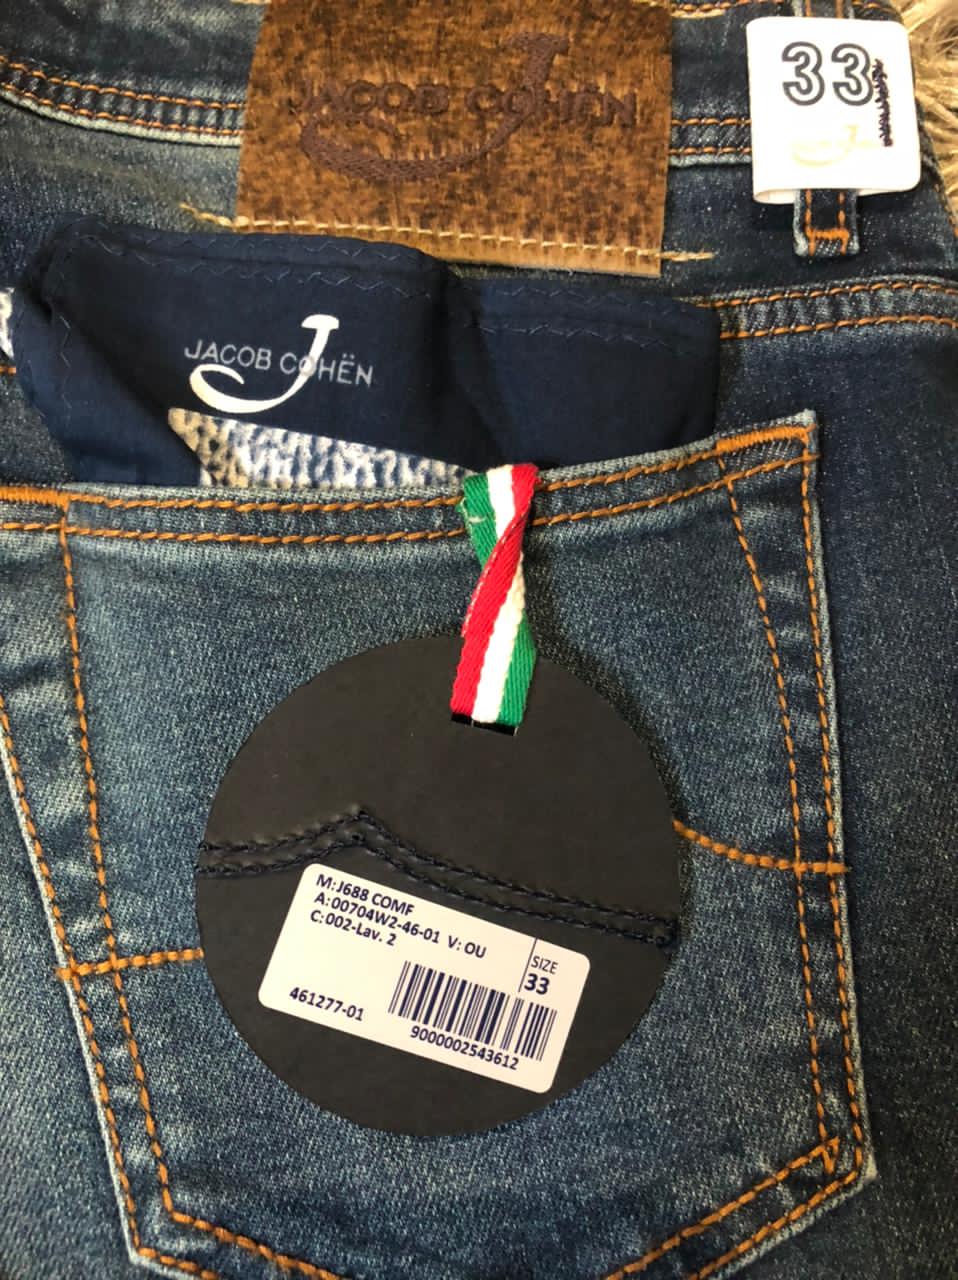 JACOB COHËN
33
JACOB COHËN
M:J688 COMF
A:00704W2-46-01 V: OU
C:002-Lav. 2
SIZE
33
461277-01
9000002543612